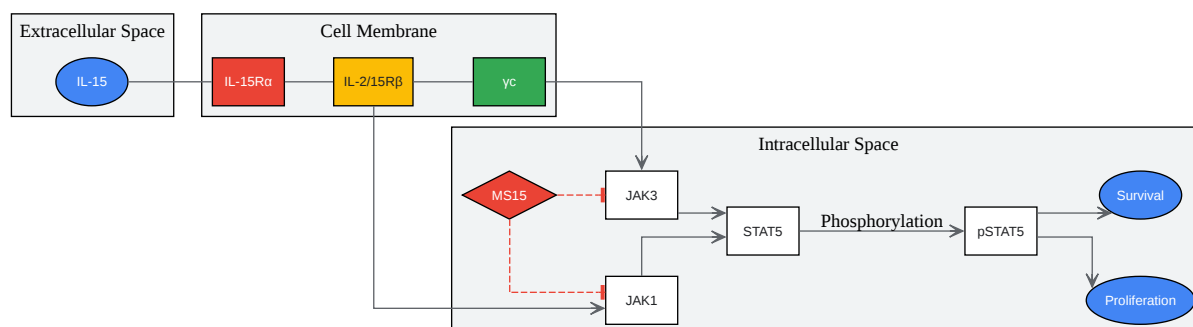 Extracellular Space
Cell Membrane
IL-15
IL-15Rα
IL-2/15Rβ
γc
Intracellular Space
MS15
JAK3
Survival
STAT5
Phosphorylation
pSTAT5
JAK1
Proliferation